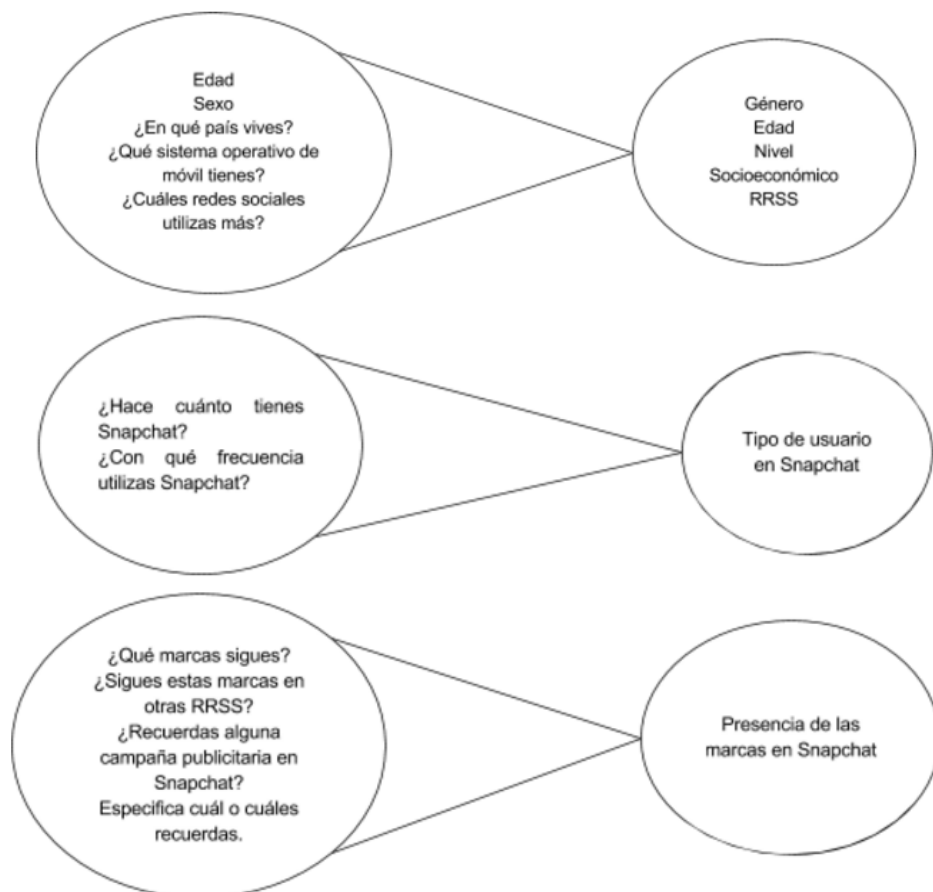 Edad
Sexo
¿En qué país vives?
¿Qué sistema operativo de
móvil tienes?
¿Cuáles redes sociales
utilizas más?
Género
Edad
Nivel
Socioeconómico
RRSS
¿Hace cuánto tienes
Snapchat?
¿Con qué frecuencia
utilizas Snapchat?
Tipo de usuario
en Snapchat
¿Qué marcas sigues?
¿Sigues estas marcas en
otras RRSS?
¿Recuerdas alguna
campaña publicitaria en
Snapchat?
Especifica cuál o cuáles
recuerdas.
Presencia de las
marcas en Snapchat